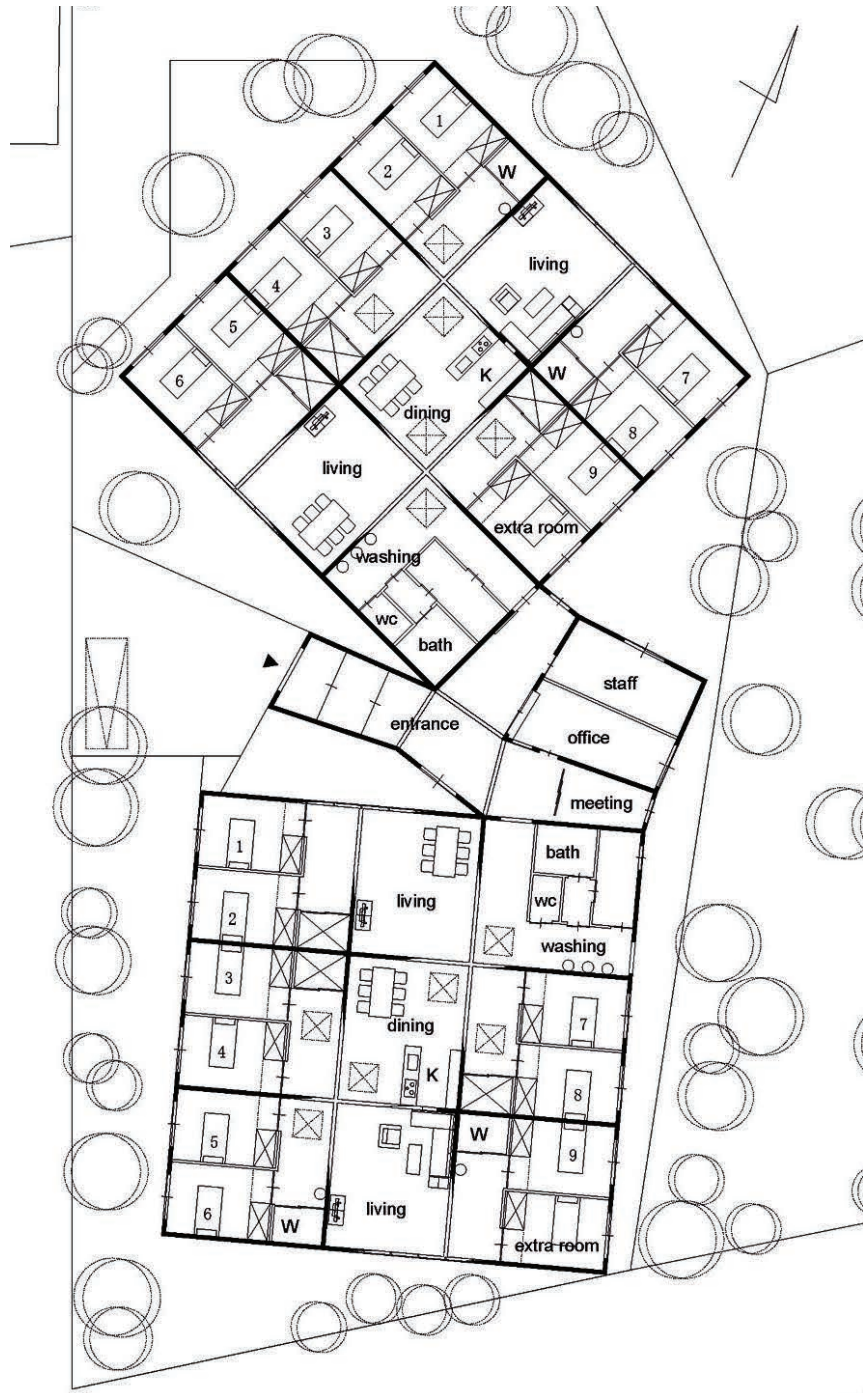 1
2
W
3
living
4
5
7
6
K
W
dining
8
living
9
extra room
washing
wc
bath
staff
entrance
office
meeting
1
bath
living
wc
2
washing
3
7
dining
4
K
8
5
W
9
6
W
living
extra room